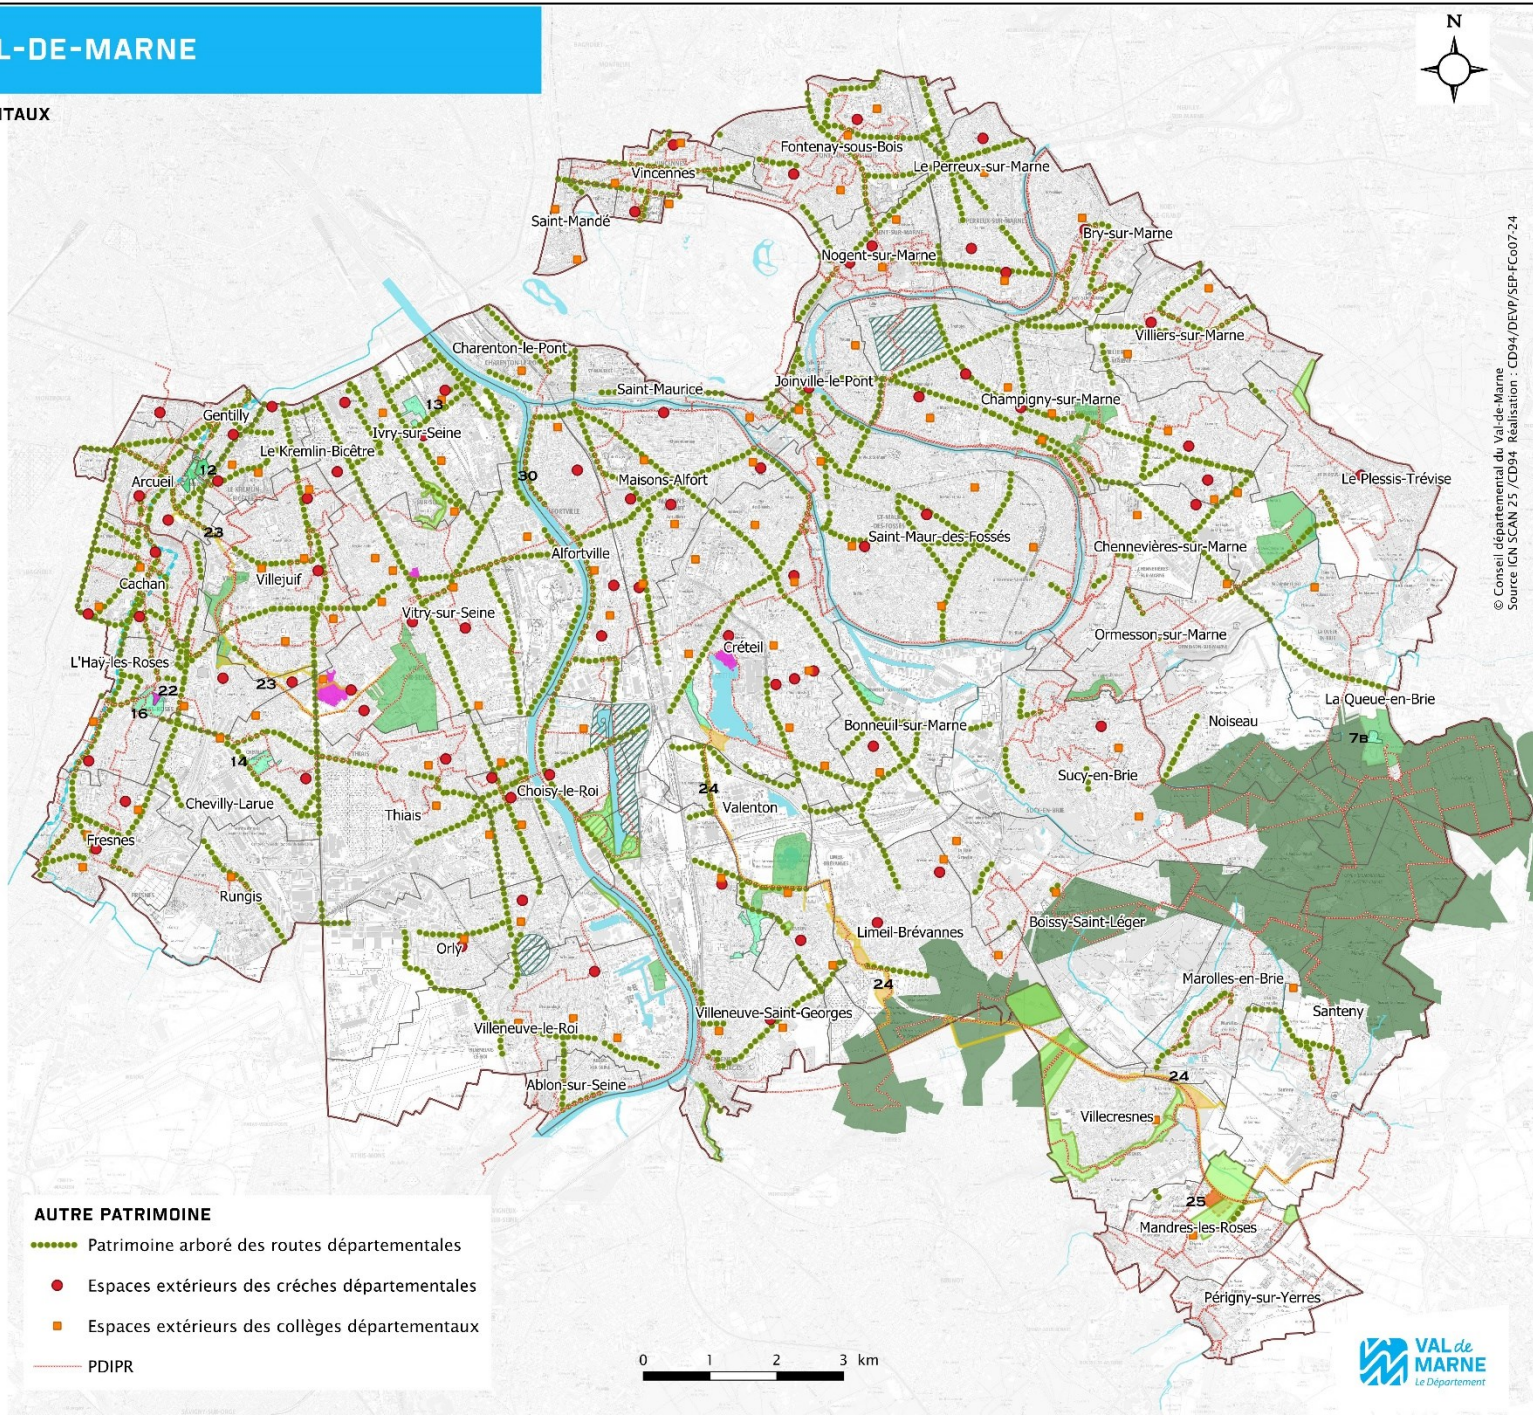 L-DE-MARNE
NTAUX
N
Fontenay-sous-Bois
Le Perreux-sur-Marne
Vincennes
Saint-Mandé
Bry-sur-Marne
Nogent-sur-Marne
Villiers-sur-Marne
Charenton-le-Pont
Saint-Maurice
Joinville-le-Pont
Champigny-sur-Marne
13
Gentilly
Ivry-sur-Seine
Le Kremlin-Bicêtre
12
30
Arcueil
Maisons-Alfort
Le Plessis-Trévise
23
Saint-Maur-des-Fossés
Chennevières-sur-Marne
Alfortville
Cachan
Villejuif
Vitry-sur-Seine
Ormesson-sur-Marne
Créteil
L'Haÿ-les-Roses
23
22
16
La Queue-en-Brie
Noiseau
Bonneuil-sur-Marne
7B
14
Sucy-en-Brie
24
Choisy-le-Roi
Chevilly-Larue
Valenton
Thiais
Fresnes
Rungis
Boissy-Saint-Léger
Limeil-Brévannes
Orly
Marolles-en-Brie
24
Santeny
Villeneuve-Saint-Georges
Villeneuve-le-Roi
24
Ablon-sur-Seine
Villecresnes
25
Mandres-les-Roses
Périgny-sur-Yerres
© Conseil départemental du Val-de-Marne
Source IGN SCAN 25 /CD94 Réalisation : CD94/DEVP/SEP-FCo07-24
AUTRE PATRIMOINE
Patrimoine arboré des routes départementales
Espaces extérieurs des créches départementales
Espaces extérieurs des collèges départementaux
PDIPR
0 1 2 3 km
VAL de
MARNE
Le Département